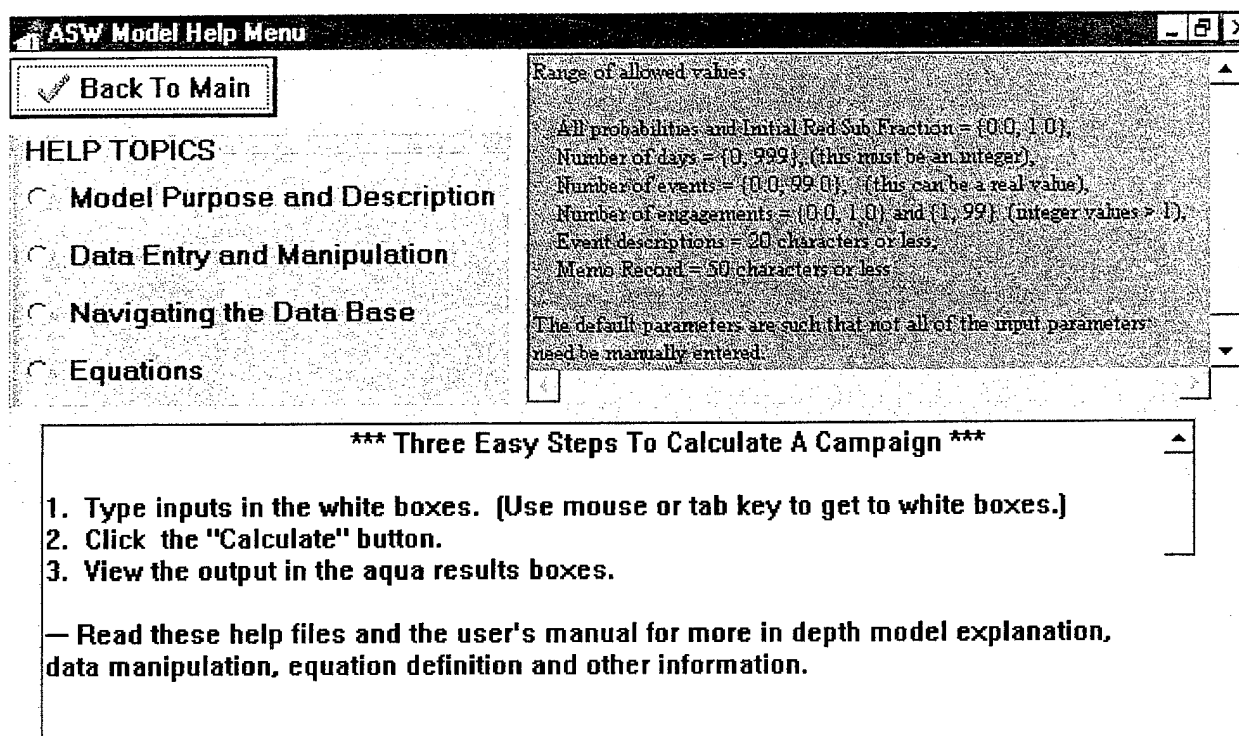 ASW Model Help Menu
Back To Main
HELP TOPICS
Model Purpose and Description
Data Entry and Manipulation
Navigating the Data Base
Equations
Range of allowed values:
All probabilities and Initial Red Sub Fraction = {0.0, 1.0},
Number of days = {0, 999}, (this must be an integer),
Number of events = {0.0, 99.0}, (this can be a real value),
Number of engagements = {0.0, 1.0} and {1, 99} (integer values > 1),
Event descriptions = 20 characters or less,
Memo Record = 50 characters or less
The default parameters are such that not all of the input parameters
need be manually entered.
*** Three Easy Steps To Calculate A Campaign ***
1. Type inputs in the white boxes. (Use mouse or tab key to get to white boxes.)
2. Click the "Calculate" button.
3. View the output in the aqua results boxes.
— Read these help files and the user's manual for more in depth model explanation,
data manipulation, equation definition and other information.